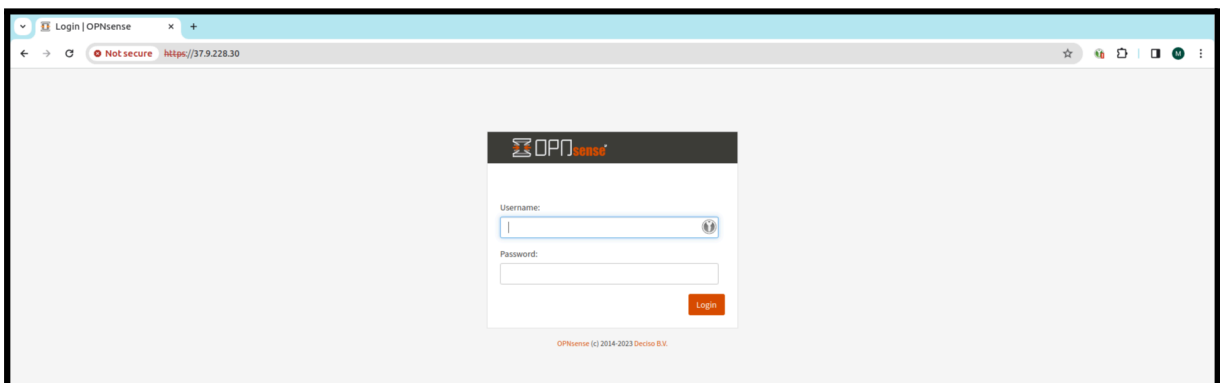 Login | OPNsense
Not secure https://37.9.228.30
M
OPNsense
Username:
Password:
Login
OPNsense (c) 2014-2023 Deciso B.V.